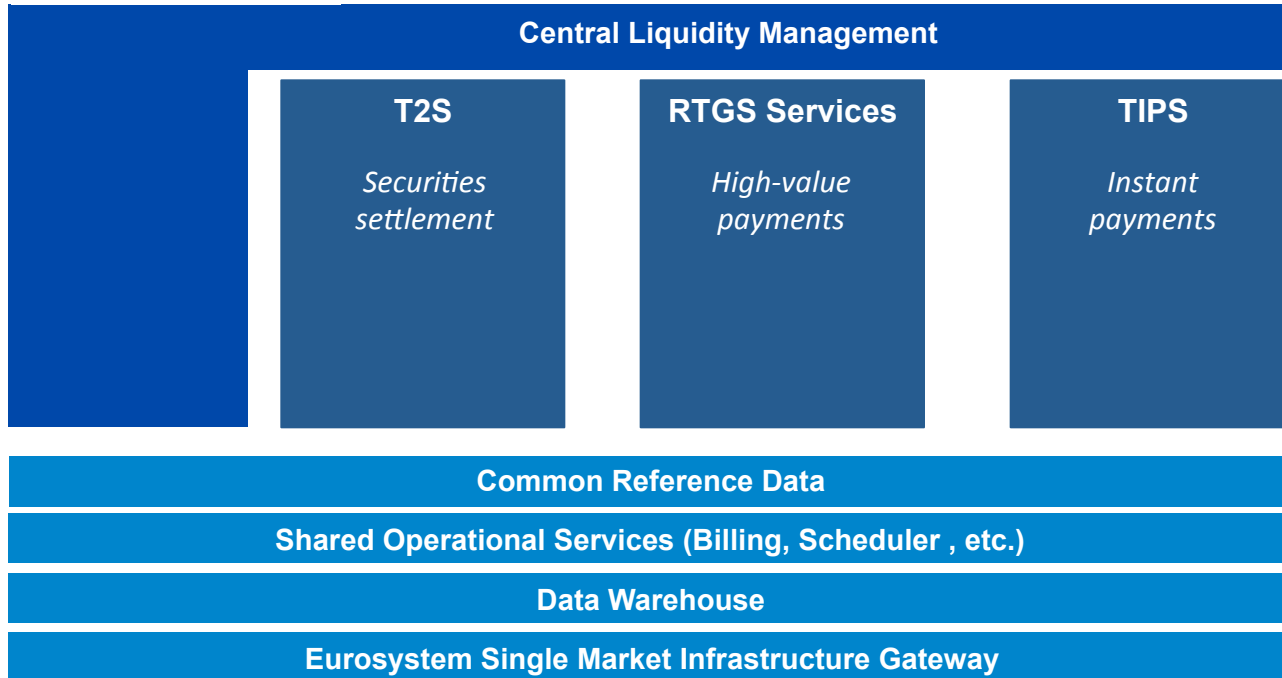 Central Liquidity Management
T2S
Securities
settlement
RTGS Services
High-value
payments
TIPS
Instant
payments
Common Reference Data
Shared Operational Services (Billing, Scheduler , etc.)
Data Warehouse
Eurosystem Single Market Infrastructure Gateway